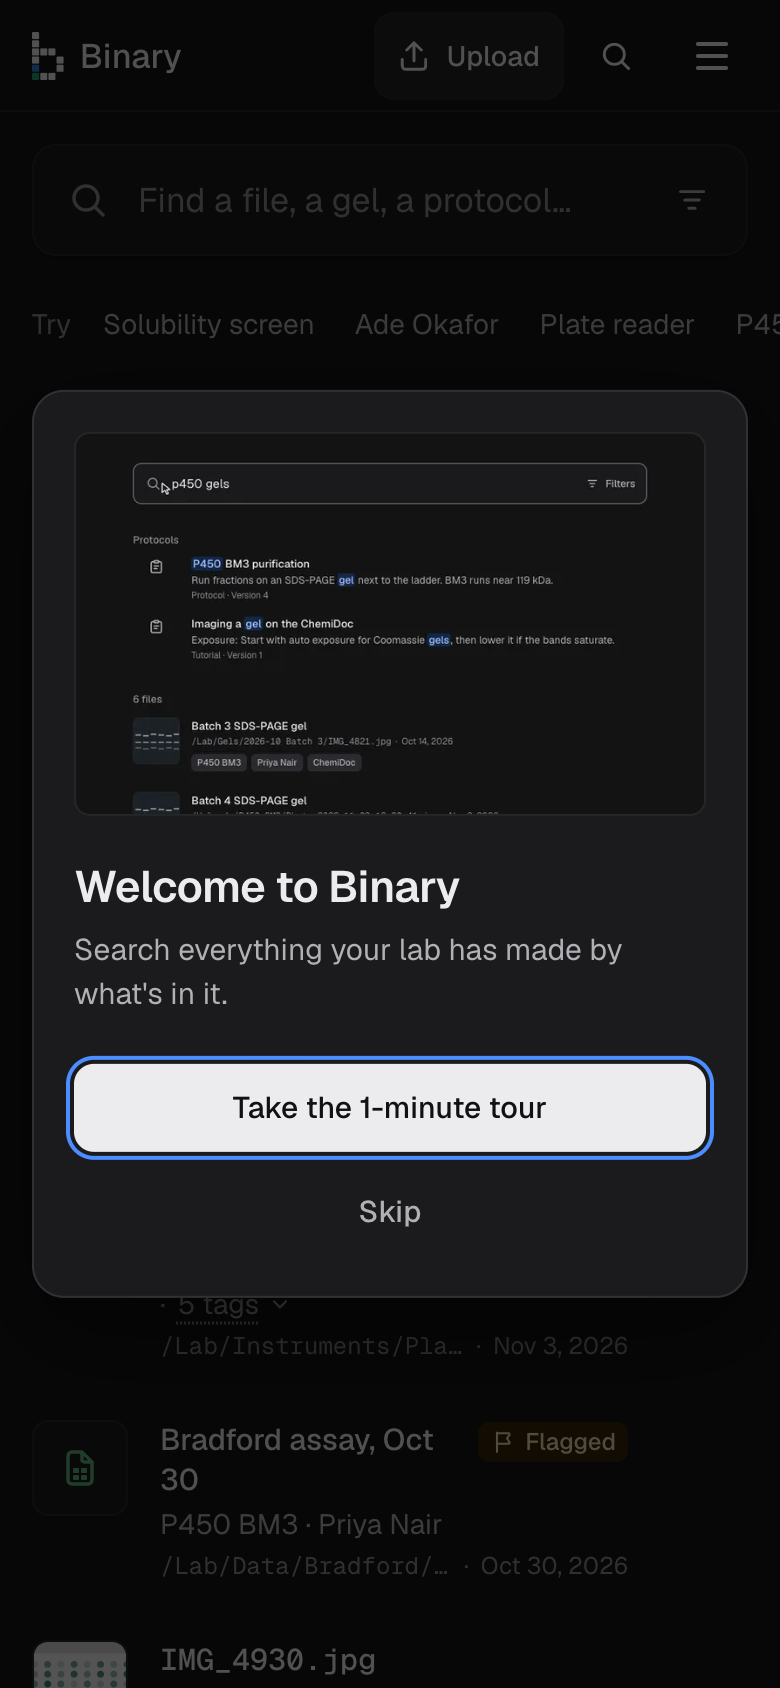 Binary
Upload
Find a file, a gel, a protocol...
Try Solubility screen Ade Okafor Plate reader P45
p450 gels
Filters
Protocols
P450 BM3 purification
Run fractions on an SDS-PAGE gel next to the ladder. BM3 runs near 119 kDa.
Protocol · Version 4
Imaging a gel on the ChemiDoc
Exposure: Start with auto exposure for Coomassie gels, then lower it if the bands saturate.
Tutorial · Version 1
6 files
Batch 3 SDS-PAGE gel
/Lab/Gels/2026-10 Batch 3/IMG_4821.jpg · Oct 14, 2026
P450 BM3 Priya Nair ChemiDoc
Batch 4 SDS-PAGE gel
Welcome to Binary
Search everything your lab has made by
what's in it.
Take the 1-minute tour
Skip
· 5 tags
/Lab/Instruments/Pla… · Nov 3, 2026
Bradford assay, Oct
30
Flagged
P450 BM3 · Priya Nair
/Lab/Data/Bradford/… · Oct 30, 2026
IMG_4930.jpg